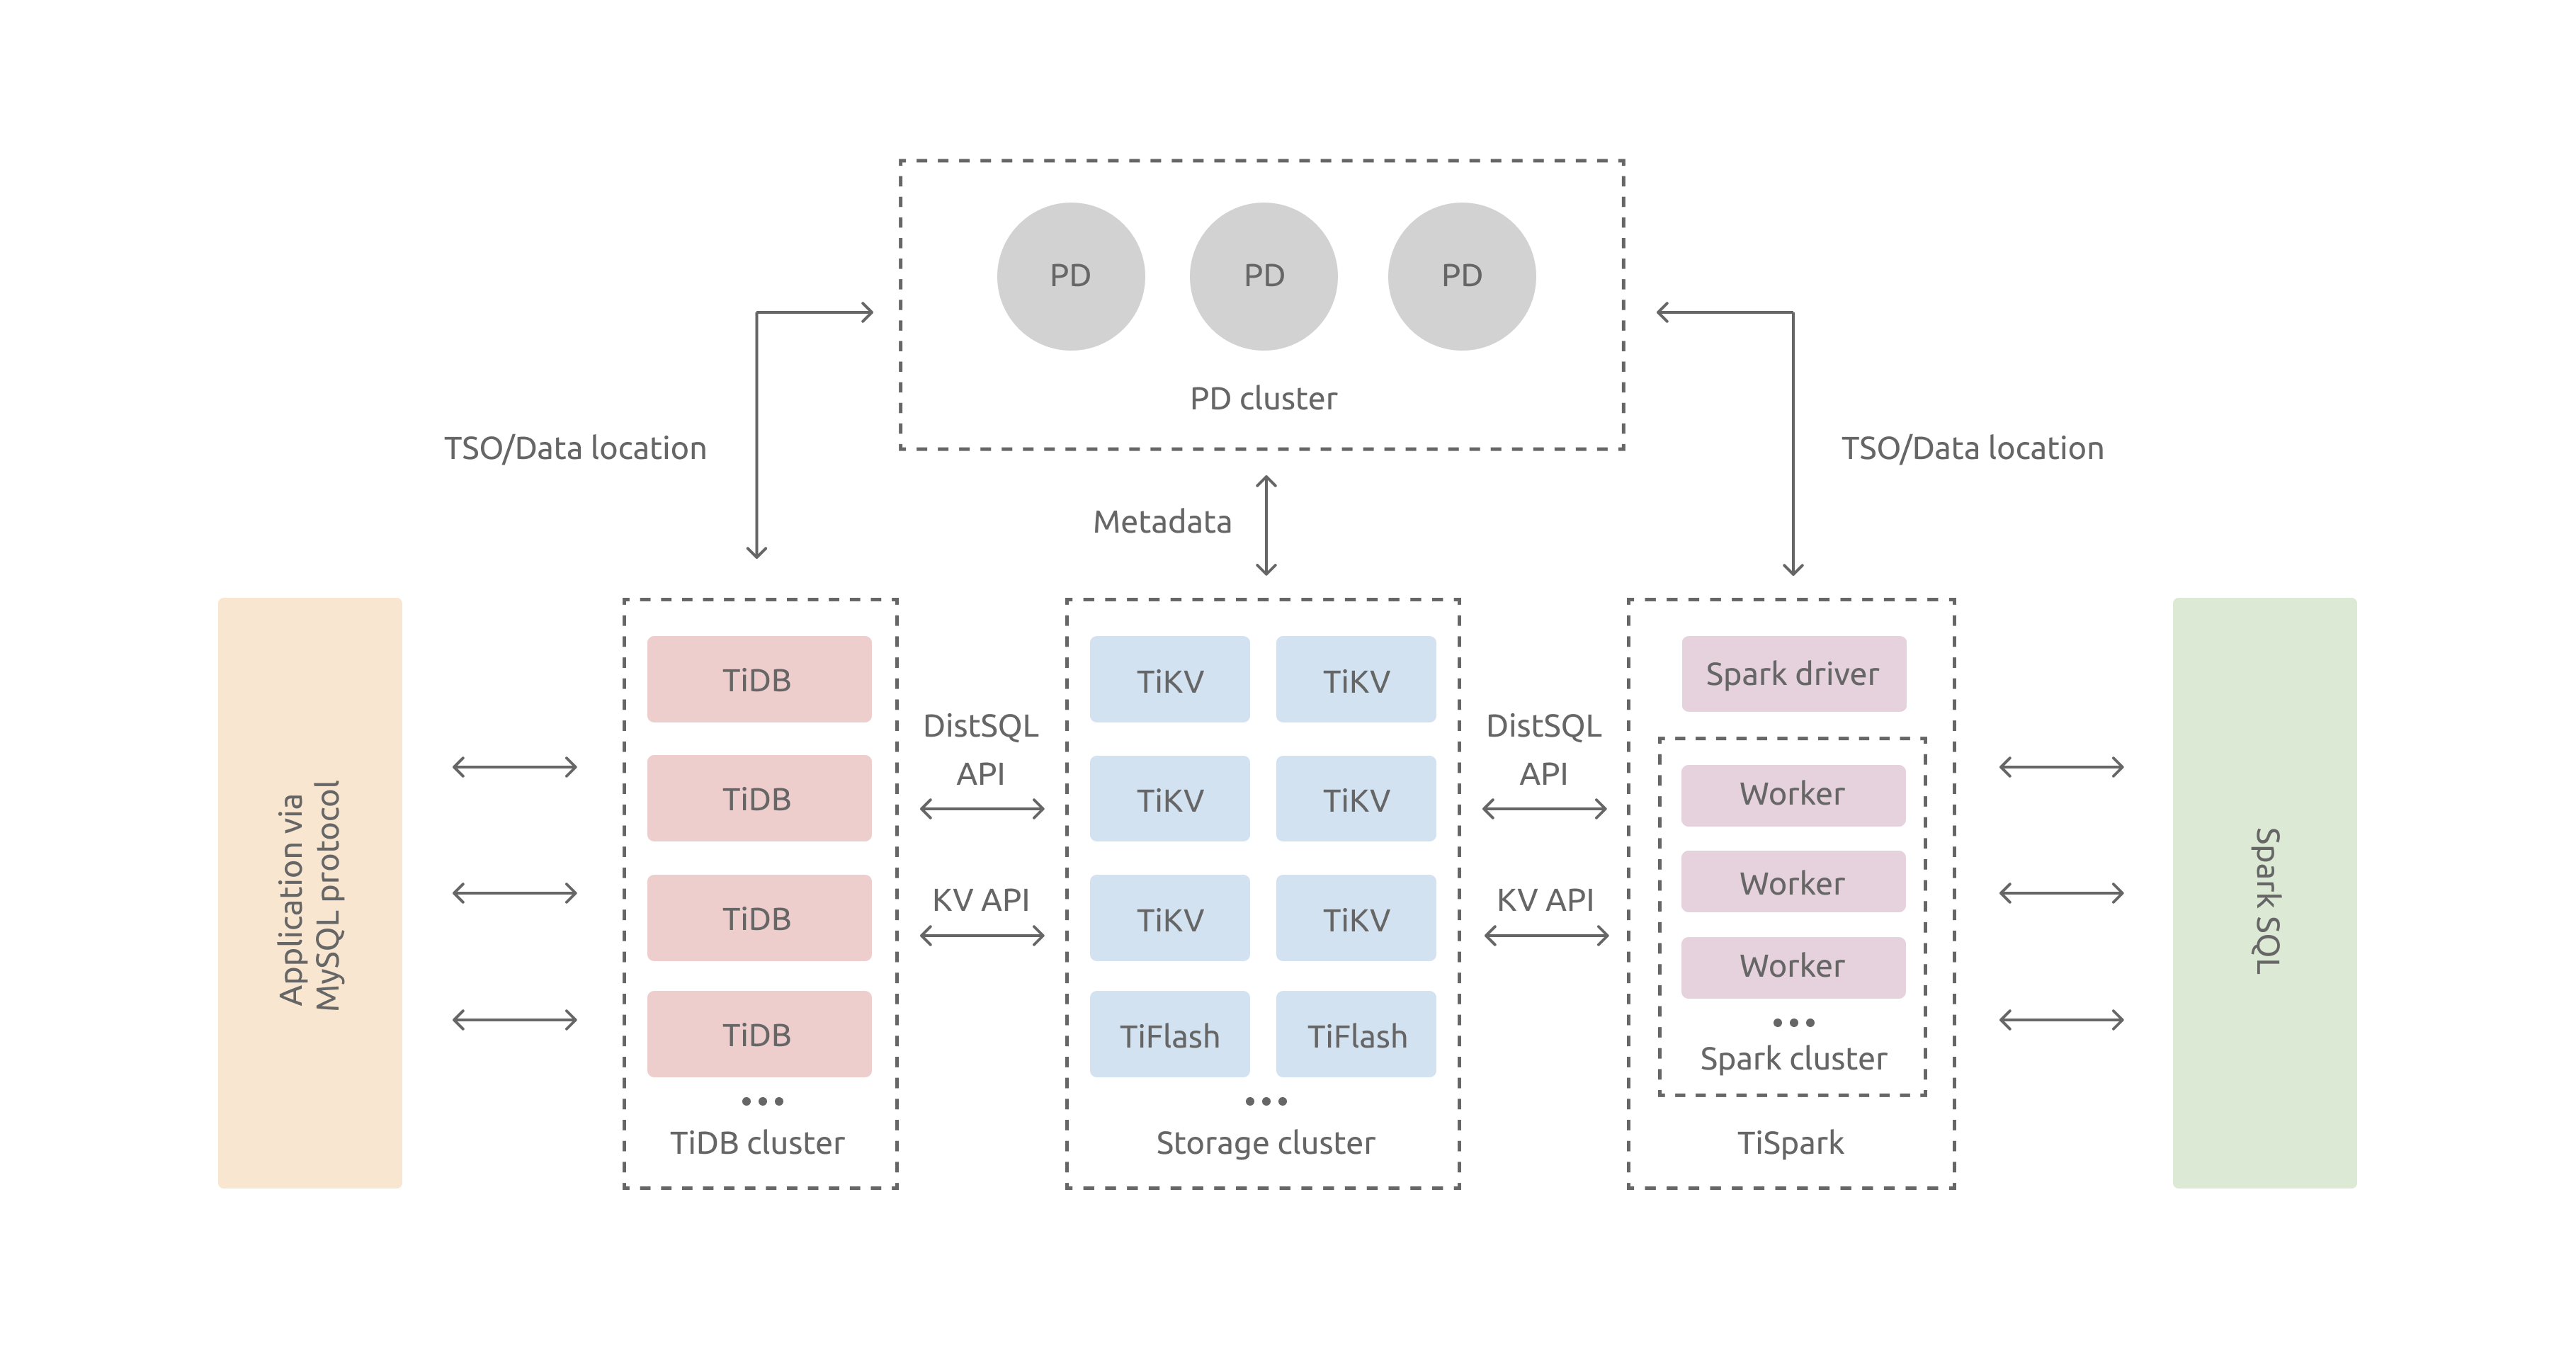 PD
PD
PD
PD cluster
TSO/Data location
TSO/Data location
Metadata
Application via
MySQL protocol
TiDB
TiDB
TiDB
TiDB
TiDB cluster
DistSQL
API
KV API
TiKV
TiKV
TiKV
TiKV
TiKV
TiKV
TiFlash
TiFlash
Storage cluster
DistSQL
API
KV API
Spark driver
Worker
Worker
Worker
Spark cluster
TiSpark
Spark SQL